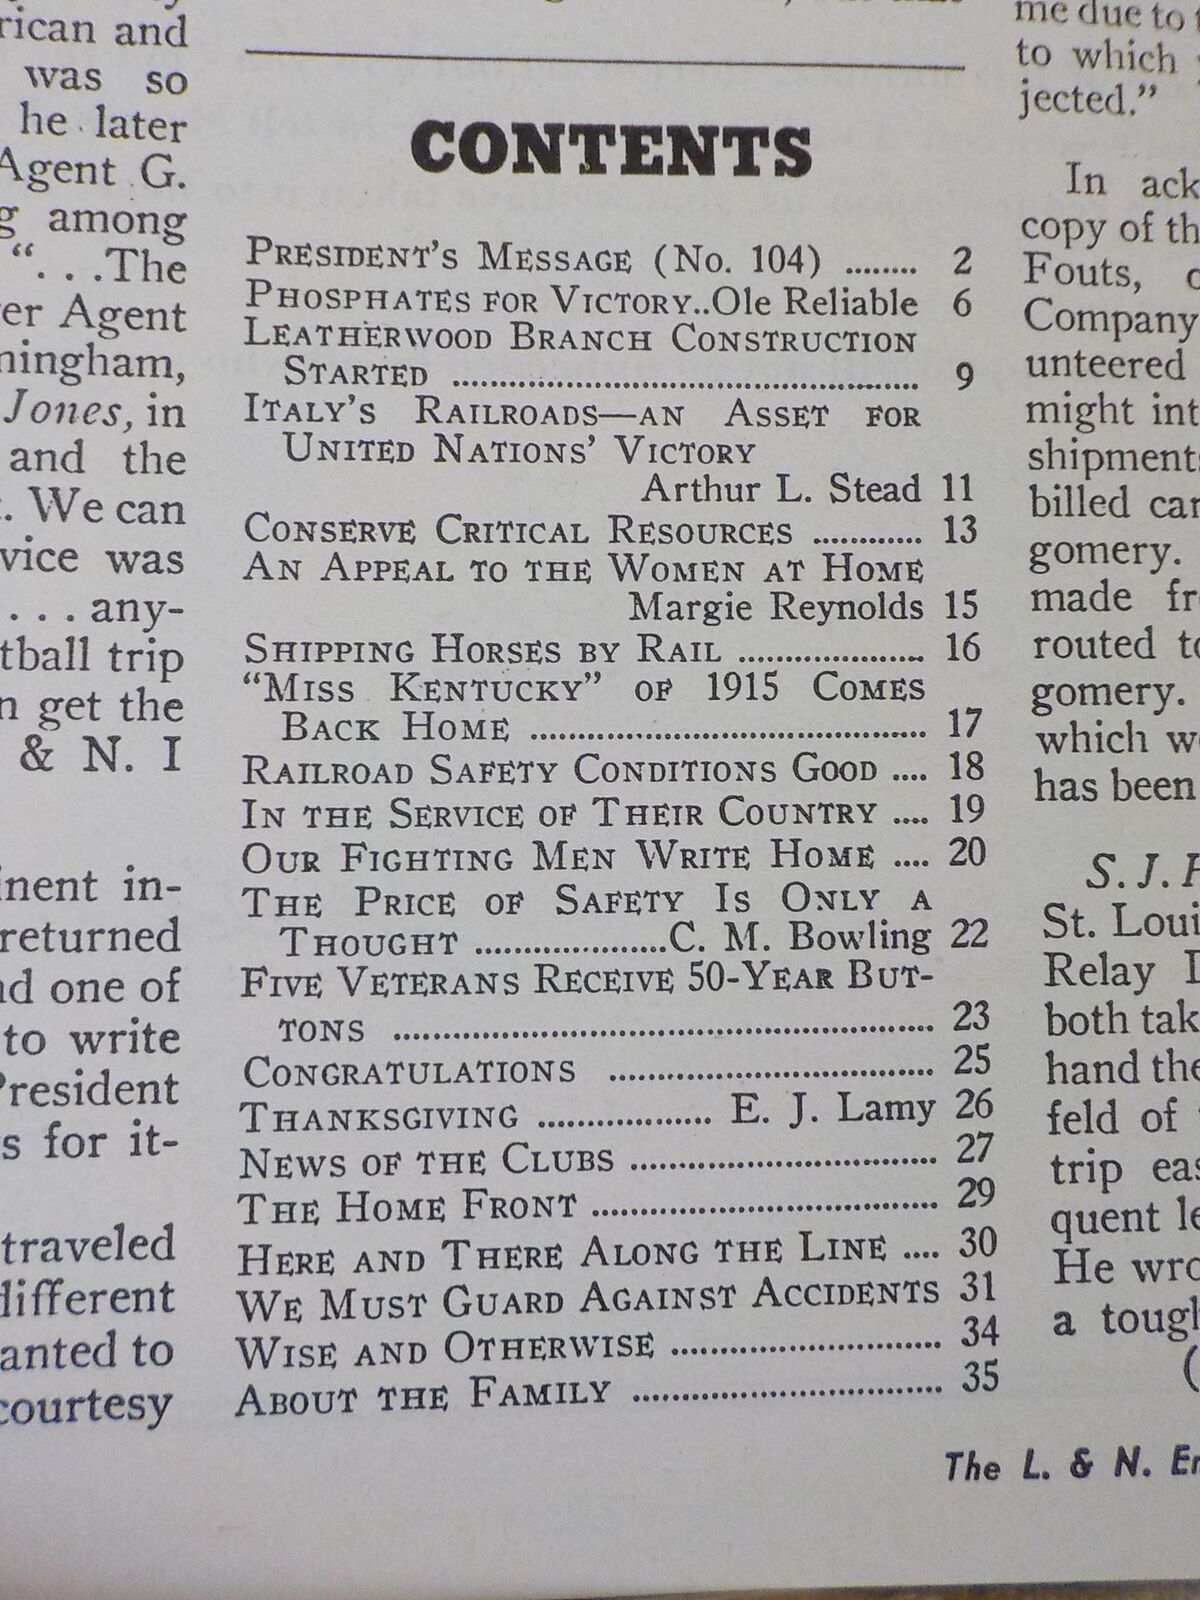 rican and
was so
he later
Agent G.
among
“. . .The
er Agent
mingham,
Jones, in
and the
We can
vice was
. . . any-
tball trip
n get the
& N. I
inent in-
returned
nd one of
to write
President
s for it-
traveled
different
anted to
courtesy
CONTENTS
PRESIDENT'S MESSAGE (No. 104) ........ 2
PHOSPHATES FOR VICTORY..Ole Reliable 6
LEATHERWOOD BRANCH CONSTRUCTION
STARTED ........ 9
ITALY'S RAILROADS—AN ASSET FOR
UNITED NATIONS' VICTORY
Arthur L. Stead 11
CONSERVE CRITICAL RESOURCES ........ 13
AN APPEAL TO THE WOMEN AT HOME
Margie Reynolds 15
SHIPPING HORSES BY RAIL ........ 16
“MISS KENTUCKY” OF 1915 COMES
BACK HOME ........ 17
RAILROAD SAFETY CONDITIONS GOOD .... 18
IN THE SERVICE OF THEIR COUNTRY .... 19
OUR FIGHTING MEN WRITE HOME .... 20
THE PRICE OF SAFETY IS ONLY A
THOUGHT ........C. M. Bowling 22
FIVE VETERANS RECEIVE 50-YEAR BUT-
TONS ........ 23
CONGRATULATIONS ........ 25
THANKSGIVING ........ E. J. Lamy 26
NEWS OF THE CLUBS ........ 27
THE HOME FRONT ........ 29
HERE AND THERE ALONG THE LINE .... 30
WE MUST GUARD AGAINST ACCIDENTS 31
WISE AND OTHERWISE ........ 34
ABOUT THE FAMILY ........ 35
me due to
to which
jected.”
In ack
copy of th
Fouts,
Company
unteered
might int
shipments
billed car
gomery.
made fr
routed to
gomery.
which w
has been
S. J.
St. Loui
Relay
both tak
hand the
feld of
trip eas
quent le
He wro
a tough
(
The L. & N. En